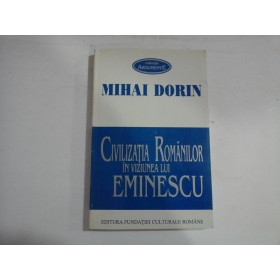 MIHAI DORIN
CIVILIZAȚIA ROMÂNILOR
ÎN VIZIUNEA LUI
EMINESCU
EDITURA FUNDAȚIEI CULTURALE ROMÂNE